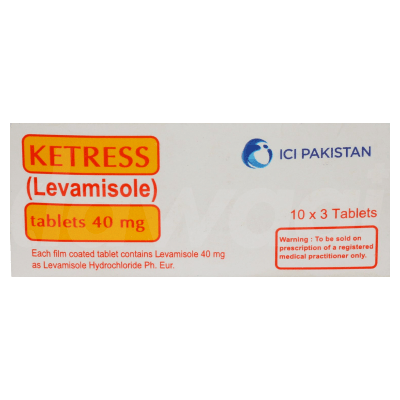 KETRESS
(Levamisole)
tablets 40 mg
Each film coated tablet contains Levamisole 40 mg
as Levamisole Hydrochloride Ph. Eur.
ICI PAKISTAN
10 x 3 Tablets
Warning : To be sold on
prescription of a registered
medical practitioner only.